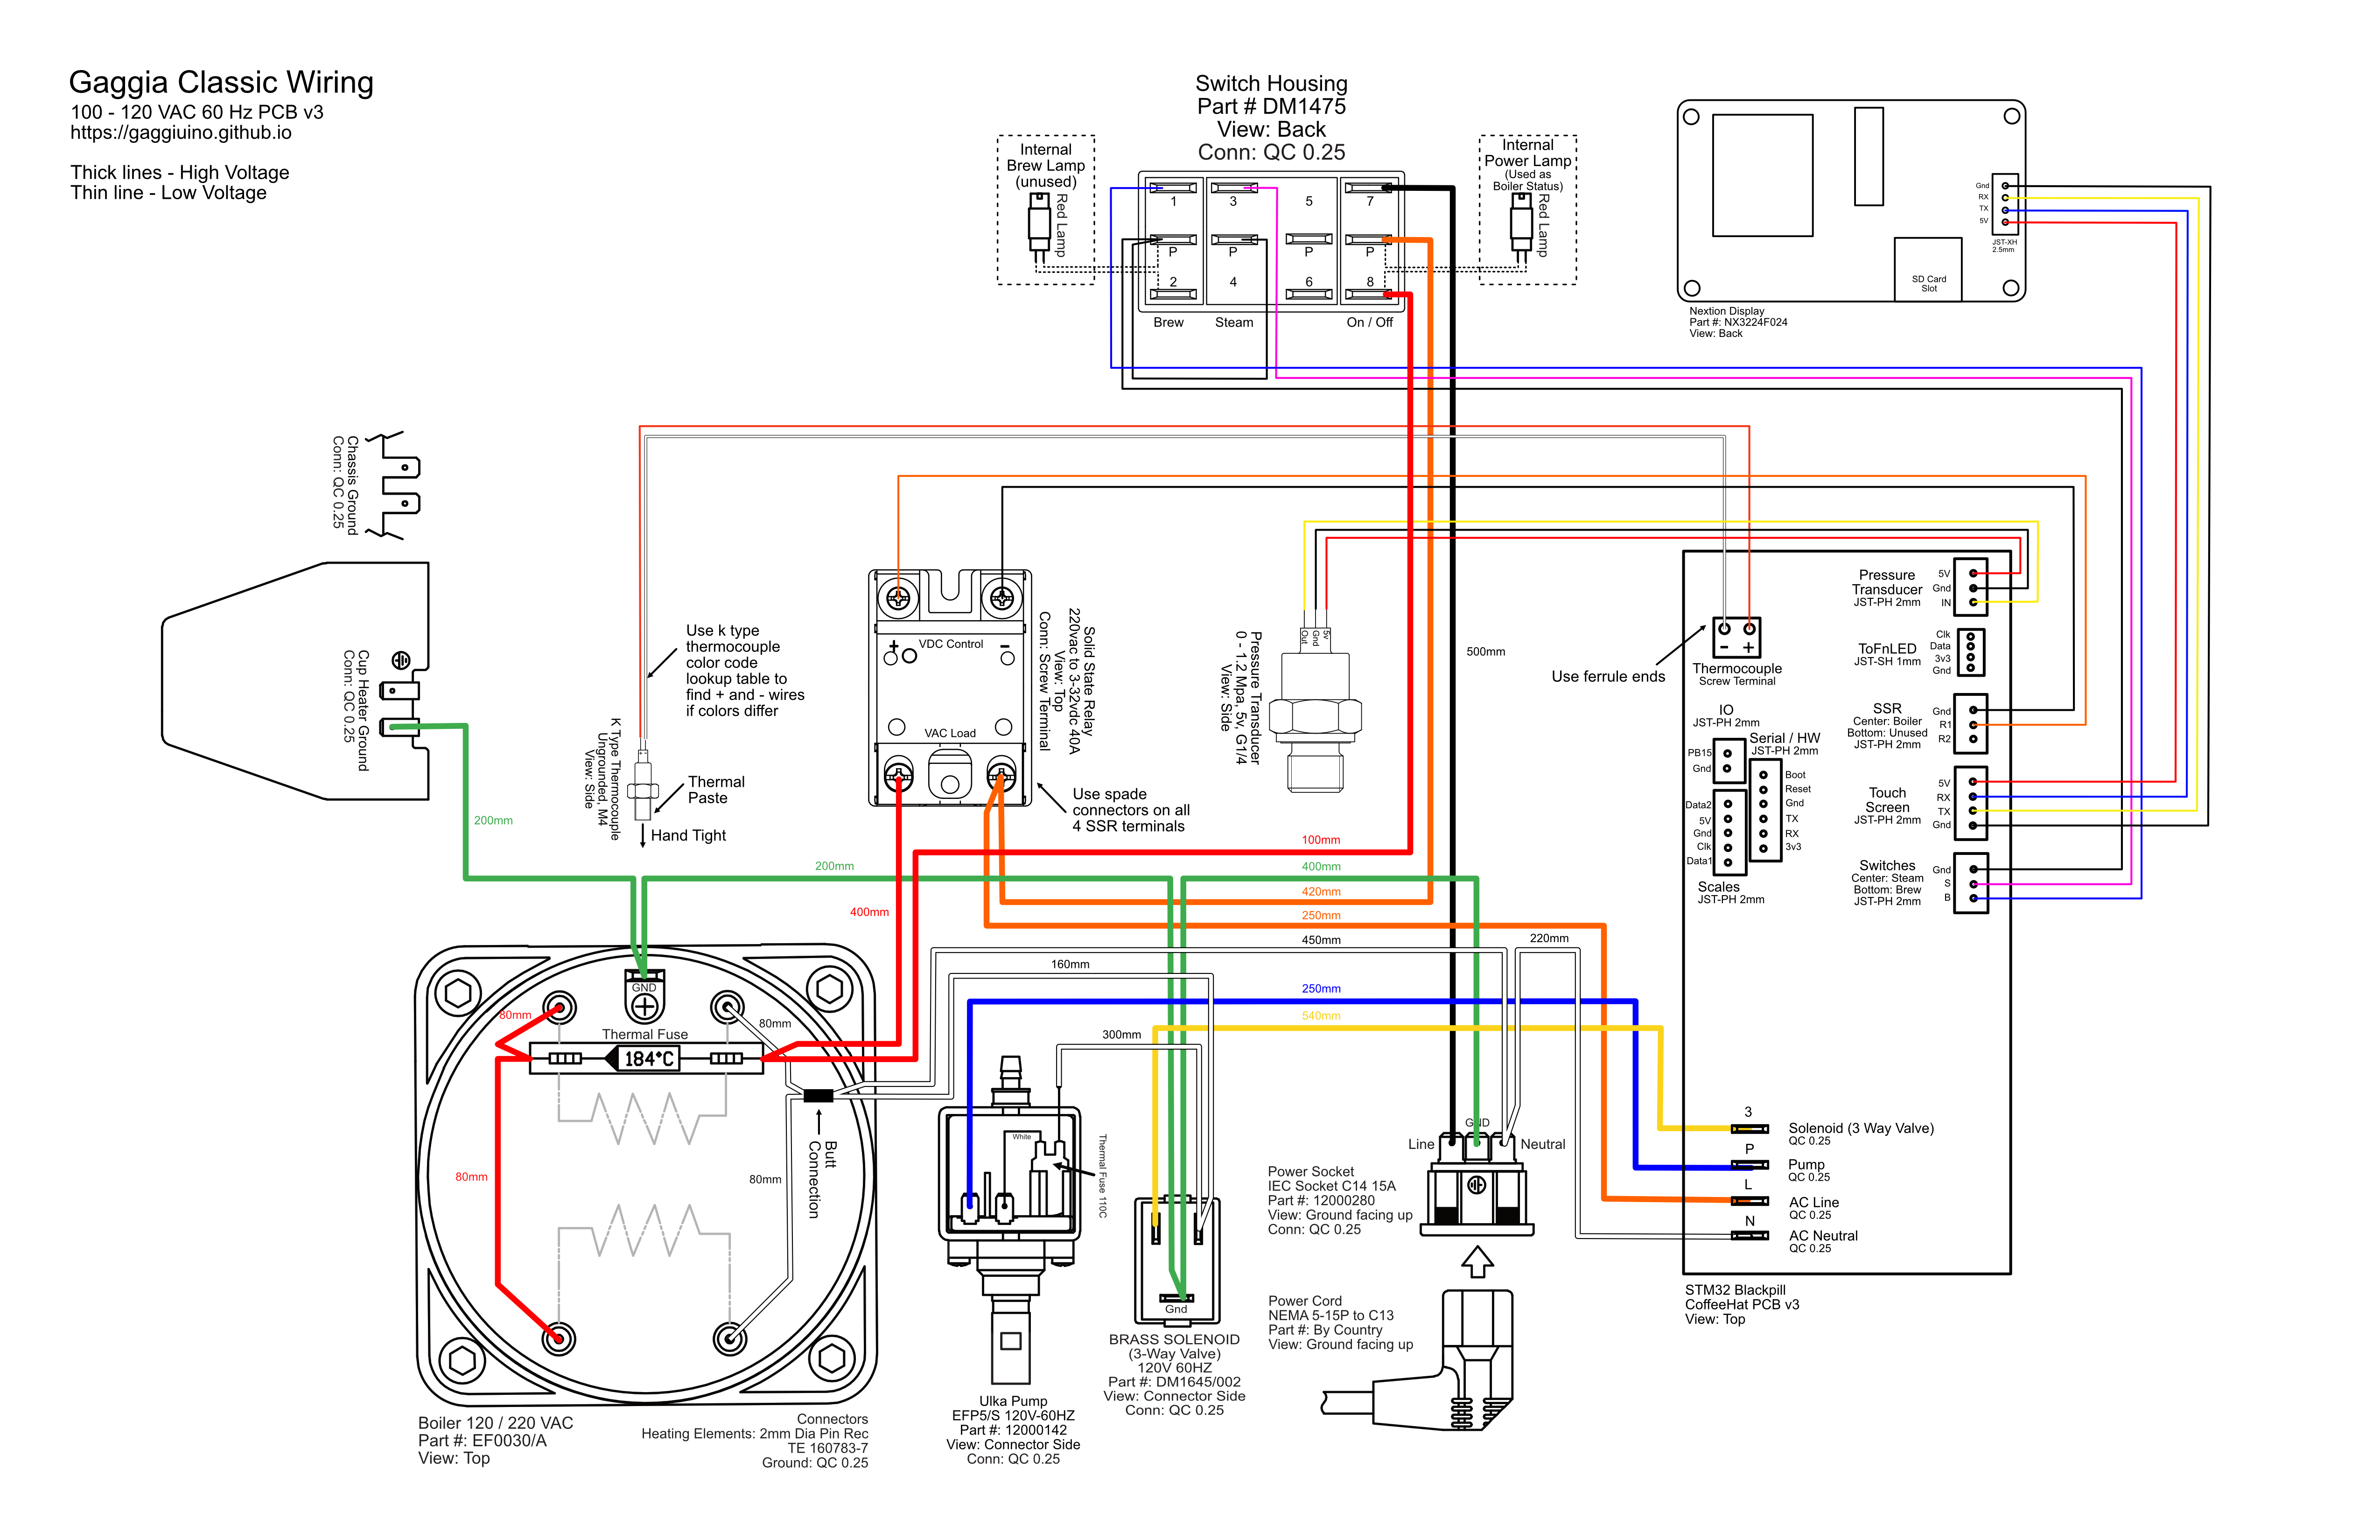 Gaggia Classic Wiring
100 - 120 VAC 60 Hz PCB v3
https://gaggiuino.github.io
Thick lines - High Voltage
Thin line - Low Voltage
Switch Housing
Part # DM1475
View: Back
Conn: QC 0.25
Internal
Brew Lamp
(unused)
Red Lamp
Internal
Power Lamp
(Used as
Boiler Status)
Red Lamp
1
3
5
7
P
P
P
P
2
4
6
8
Brew
Steam
On / Off
Gnd
RX
TX
5V
JST-XH
2.5mm
SD Card
Slot
Nextion Display
Part #: NX3224F024
View: Back
Chassis Ground
Conn: QC 0.25
Cup Heater Ground
Conn: QC 0.25
200mm
Use k type
thermocouple
color code
lookup table to
find + and - wires
if colors differ
K Type Thermocouple
Ungrounded, M4
View: Side
Thermal
Paste
Hand Tight
VDC Control
+
-
VAC Load
Solid State Relay
220vac to 3-32vdc 40A
View: Top
Conn: Screw Terminal
Use spade
connectors on all
4 SSR terminals
Out
Gnd
5v
Pressure Transducer
0 - 1.2 Mpa, 5v, G1/4
View: Side
500mm
Use ferrule ends
- +
Thermocouple
Screw Terminal
Pressure
Transducer
JST-PH 2mm
5V
Gnd
IN
ToFnLED
JST-SH 1mm
Clk
Data
3v3
Gnd
SSR
Center: Boiler
Bottom: Unused
JST-PH 2mm
Gnd
R1
R2
IO
JST-PH 2mm
PB15
Gnd
Serial / HW
JST-PH 2mm
Boot
Reset
Gnd
TX
RX
3v3
Data2
5V
Gnd
Clk
Data1
Scales
JST-PH 2mm
Touch
Screen
JST-PH 2mm
5V
RX
TX
Gnd
Switches
Center: Steam
Bottom: Brew
JST-PH 2mm
Gnd
S
B
100mm
200mm
400mm
420mm
400mm
250mm
450mm
220mm
160mm
250mm
540mm
300mm
GND
80mm
80mm
Thermal Fuse
184°C
80mm
80mm
Butt
Connection
Boiler 120 / 220 VAC
Part #: EF0030/A
View: Top
Connectors
Heating Elements: 2mm Dia Pin Rec
TE 160783-7
Ground: QC 0.25
White
Thermal Fuse 110C
Ulka Pump
EFP5/S 120V-60HZ
Part #: 12000142
View: Connector Side
Conn: QC 0.25
Gnd
BRASS SOLENOID
(3-Way Valve)
120V 60HZ
Part #: DM1645/002
View: Connector Side
Conn: QC 0.25
GND
Line
Neutral
Power Socket
IEC Socket C14 15A
Part #: 12000280
View: Ground facing up
Conn: QC 0.25
Power Cord
NEMA 5-15P to C13
Part #: By Country
View: Ground facing up
3
Solenoid (3 Way Valve)
QC 0.25
P
Pump
QC 0.25
L
AC Line
QC 0.25
N
AC Neutral
QC 0.25
STM32 Blackpill
CoffeeHat PCB v3
View: Top